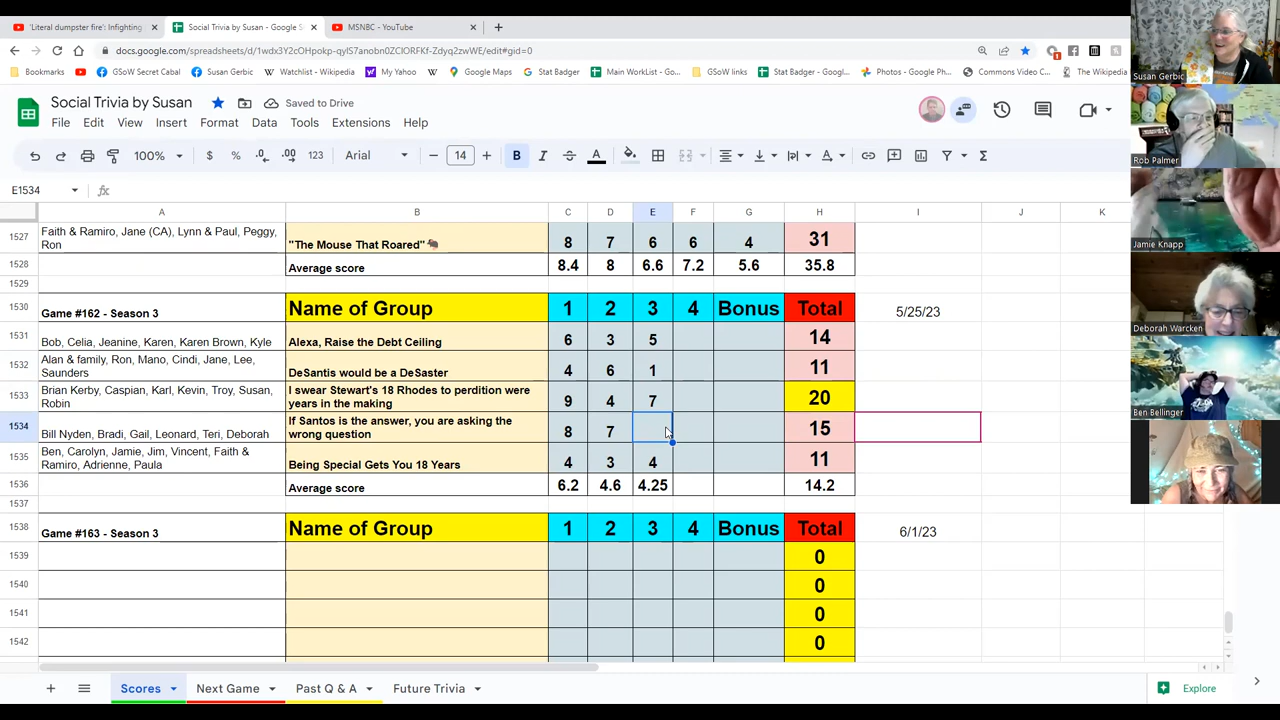 'Literal dumpster fire': Infighting
Social Trivia by Susan - Google S
MSNBC - YouTube
docs.google.com/spreadsheets/d/1wdx3Y2cOHpokp-qyIS7anobn0ZCIORFKf-Zdyq2zwWE/edit#gid=0
Bookmarks
GSoW Secret Cabal
Susan Gerbic
Watchlist - Wikipedia
My Yahoo
Google Maps
Stat Badger
Main WorkList - Go...
GSoW links
Stat Badger - Goog...
Photos - Google Ph...
Commons Video C...
The Wikipedia
Social Trivia by Susan
Saved to Drive
File Edit View Insert Format Data Tools Extensions Help
100% $ % .0 .00 123 Arial 14 B I A
E1534 fx
A B C D E F G H I J K
1527 Faith & Ramiro, Jane (CA), Lynn & Paul, Peggy,
Ron "The Mouse That Roared" 8 7 6 6 4 31
1528 Average score 8.4 8 6.6 7.2 5.6 35.8
1529
1530 Game #162 - Season 3 Name of Group 1 2 3 4 Bonus Total 5/25/23
1531 Bob, Celia, Jeanine, Karen, Karen Brown, Kyle Alexa, Raise the Debt Ceiling 6 3 5 14
1532 Alan & family, Ron, Mano, Cindi, Jane, Lee,
Saunders DeSantis would be a DeSaster 4 6 1 11
1533 Brian Kerby, Caspian, Karl, Kevin, Troy, Susan,
Robin I swear Stewart's 18 Rhodes to perdition were
years in the making 9 4 7 20
1534 Bill Nyden, Bradi, Gail, Leonard, Teri, Deborah If Santos is the answer, you are asking the
wrong question 8 7 15
1535 Ben, Carolyn, Jamie, Jim, Vincent, Faith &
Ramiro, Adrienne, Paula Being Special Gets You 18 Years 4 3 4 11
1536 Average score 6.2 4.6 4.25 14.2
1537
1538 Game #163 - Season 3 Name of Group 1 2 3 4 Bonus Total 6/1/23
1539 0
1540 0
1541 0
1542 0
Scores Next Game Past Q & A Future Trivia
Explore
Susan Gerbic
Rob Palmer
Jamie Knapp
Deborah Warcken
Ben Bellinger